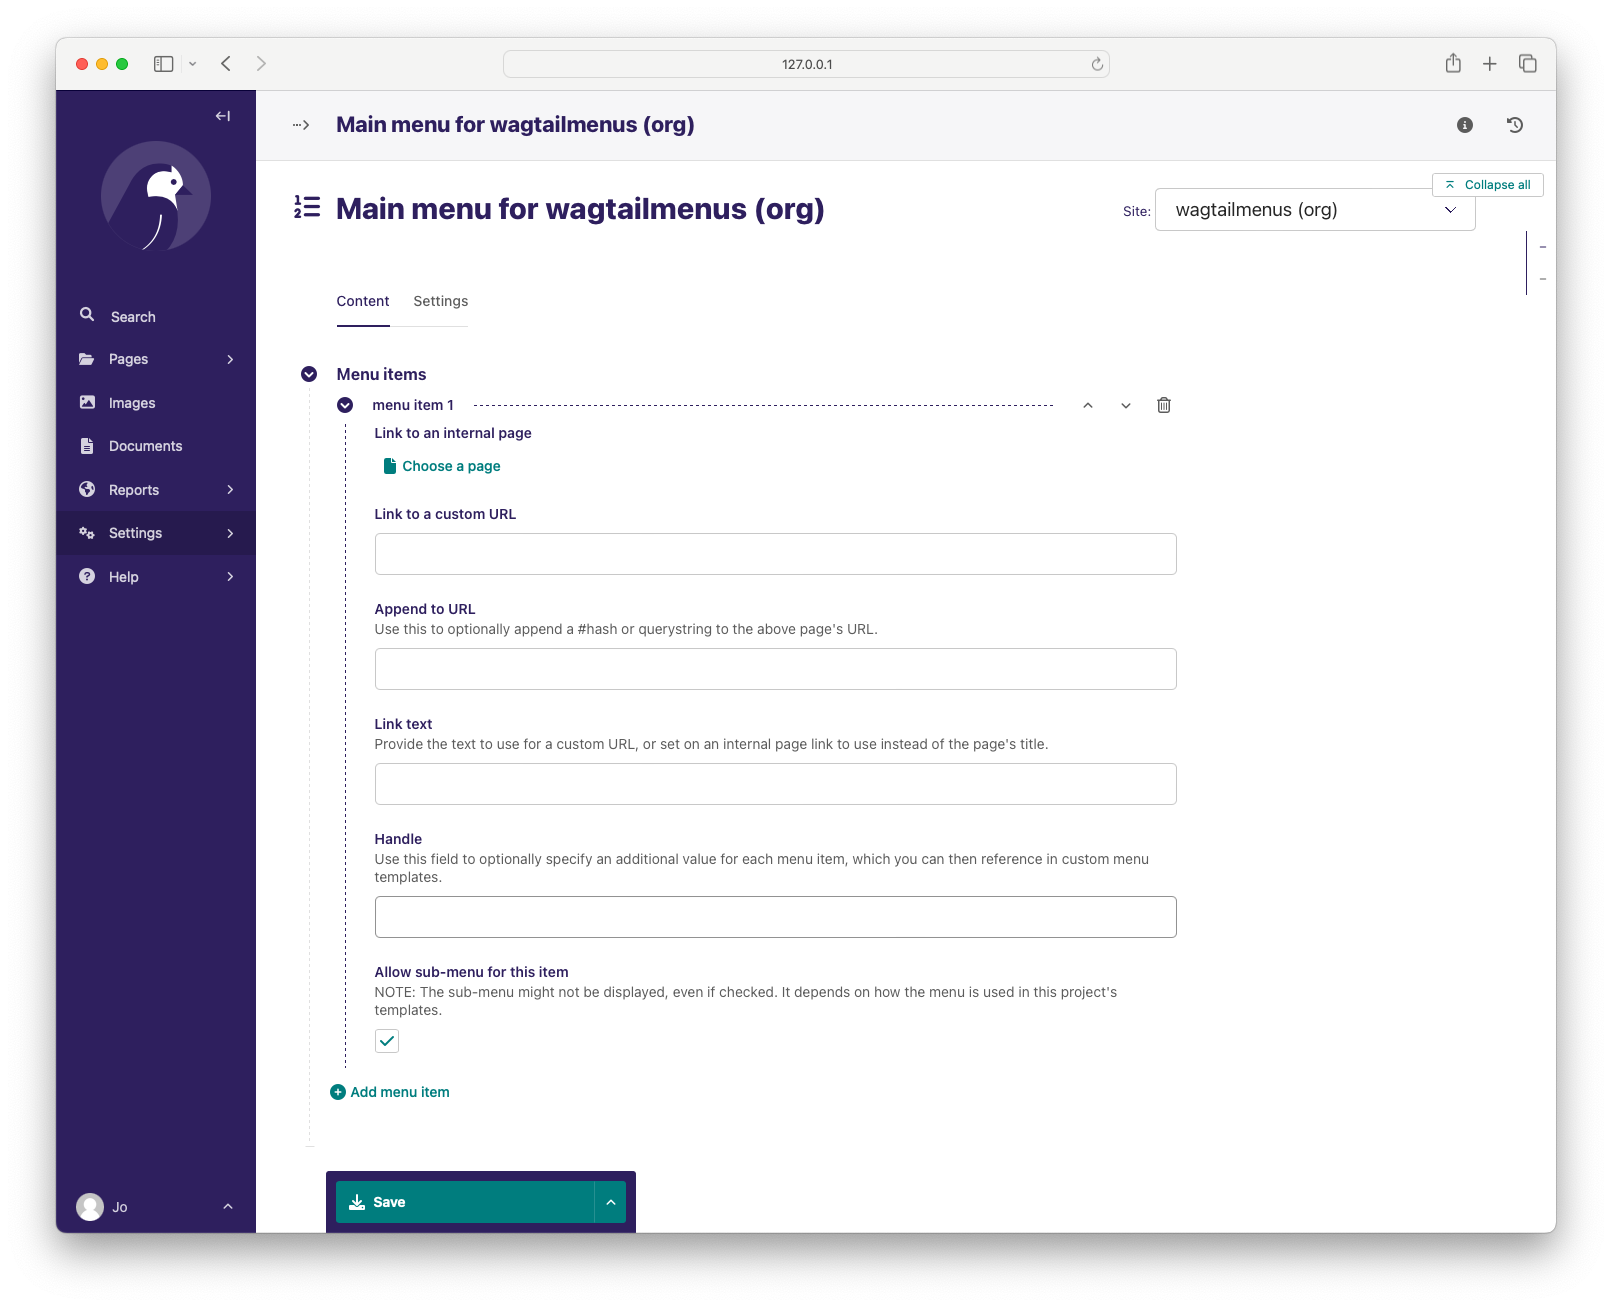 127.0.0.1
Main menu for wagtailmenus (org)
Main menu for wagtailmenus (org)
Site:
wagtailmenus (org)
Collapse all
Search
Pages
Images
Documents
Reports
Settings
Help
Jo
Content
Settings
Menu items
menu item 1
Link to an internal page
Choose a page
Link to a custom URL
Append to URL
Use this to optionally append a #hash or querystring to the above page's URL.
Link text
Provide the text to use for a custom URL, or set on an internal page link to use instead of the page's title.
Handle
Use this field to optionally specify an additional value for each menu item, which you can then reference in custom menu
templates.
Allow sub-menu for this item
NOTE: The sub-menu might not be displayed, even if checked. It depends on how the menu is used in this project's
templates.
Add menu item
Save